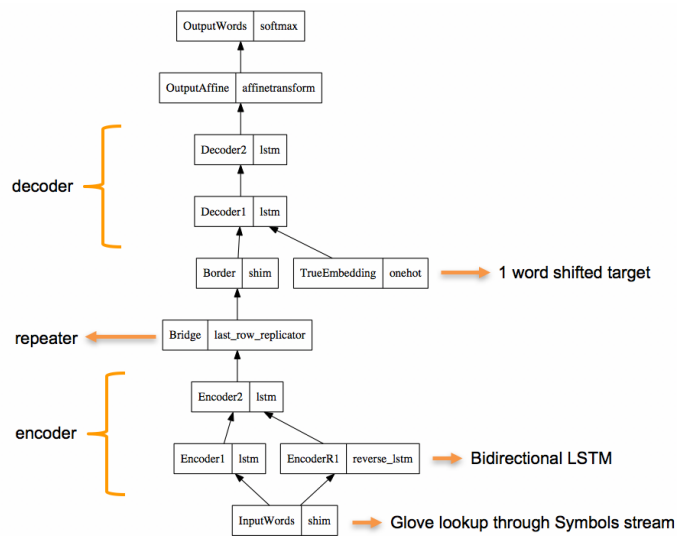 OutputWords softmax
OutputAffine affinetransform
Decoder2 lstm
decoder
Decoder1 lstm
Border shim
TrueEmbedding onehot
1 word shifted target
repeater
Bridge last_row_replicator
Encoder2 lstm
encoder
Encoder1 lstm
EncoderR1 reverse_lstm
Bidirectional LSTM
InputWords shim
Glove lookup through Symbols stream